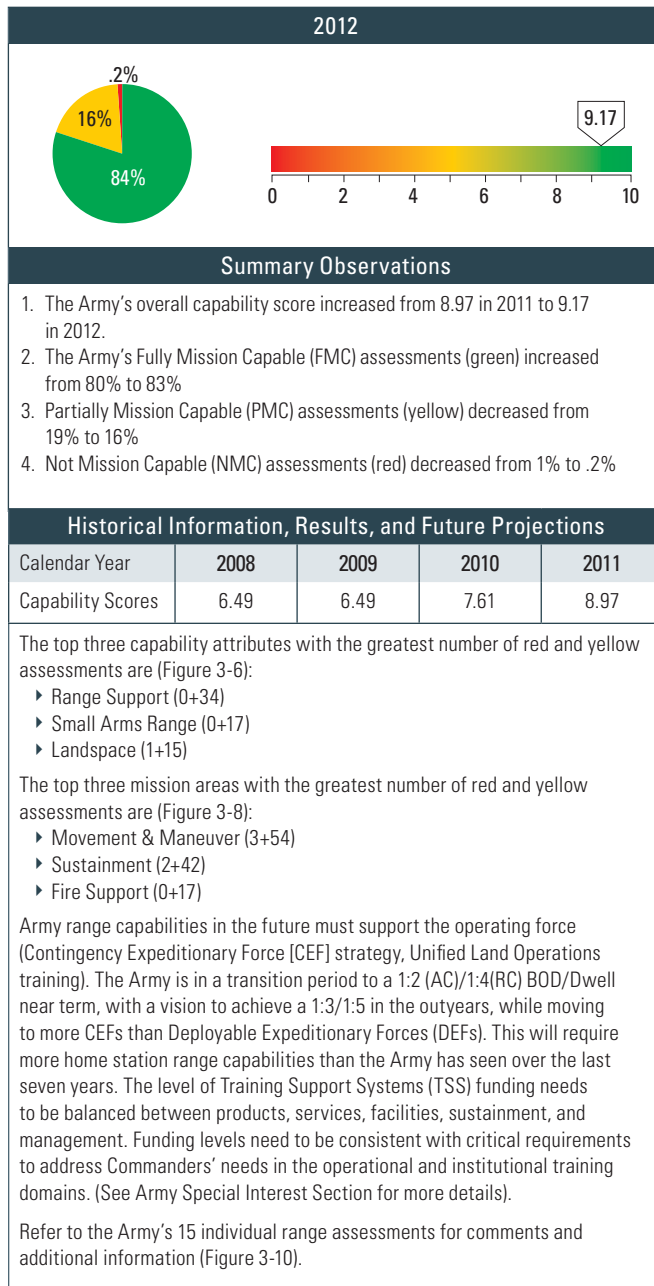 2012
.2%
16%
84%
9.17
0 2 4 6 8 10
Summary Observations
1. The Army's overall capability score increased from 8.97 in 2011 to 9.17
in 2012.
2. The Army's Fully Mission Capable (FMC) assessments (green) increased
from 80% to 83%
3. Partially Mission Capable (PMC) assessments (yellow) decreased from
19% to 16%
4. Not Mission Capable (NMC) assessments (red) decreased from 1% to .2%
Historical Information, Results, and Future Projections
Calendar Year 2008 2009 2010 2011
Capability Scores 6.49 6.49 7.61 8.97
The top three capability attributes with the greatest number of red and yellow
assessments are (Figure 3-6):
‣ Range Support (0+34)
‣ Small Arms Range (0+17)
‣ Landspace (1+15)
The top three mission areas with the greatest number of red and yellow
assessments are (Figure 3-8):
‣ Movement & Maneuver (3+54)
‣ Sustainment (2+42)
‣ Fire Support (0+17)
Army range capabilities in the future must support the operating force
(Contingency Expeditionary Force [CEF] strategy, Unified Land Operations
training). The Army is in a transition period to a 1:2 (AC)/1:4(RC) BOD/Dwell
near term, with a vision to achieve a 1:3/1:5 in the outyears, while moving
to more CEFs than Deployable Expeditionary Forces (DEFs). This will require
more home station range capabilities than the Army has seen over the last
seven years. The level of Training Support Systems (TSS) funding needs
to be balanced between products, services, facilities, sustainment, and
management. Funding levels need to be consistent with critical requirements
to address Commanders' needs in the operational and institutional training
domains. (See Army Special Interest Section for more details).
Refer to the Army's 15 individual range assessments for comments and
additional information (Figure 3-10).